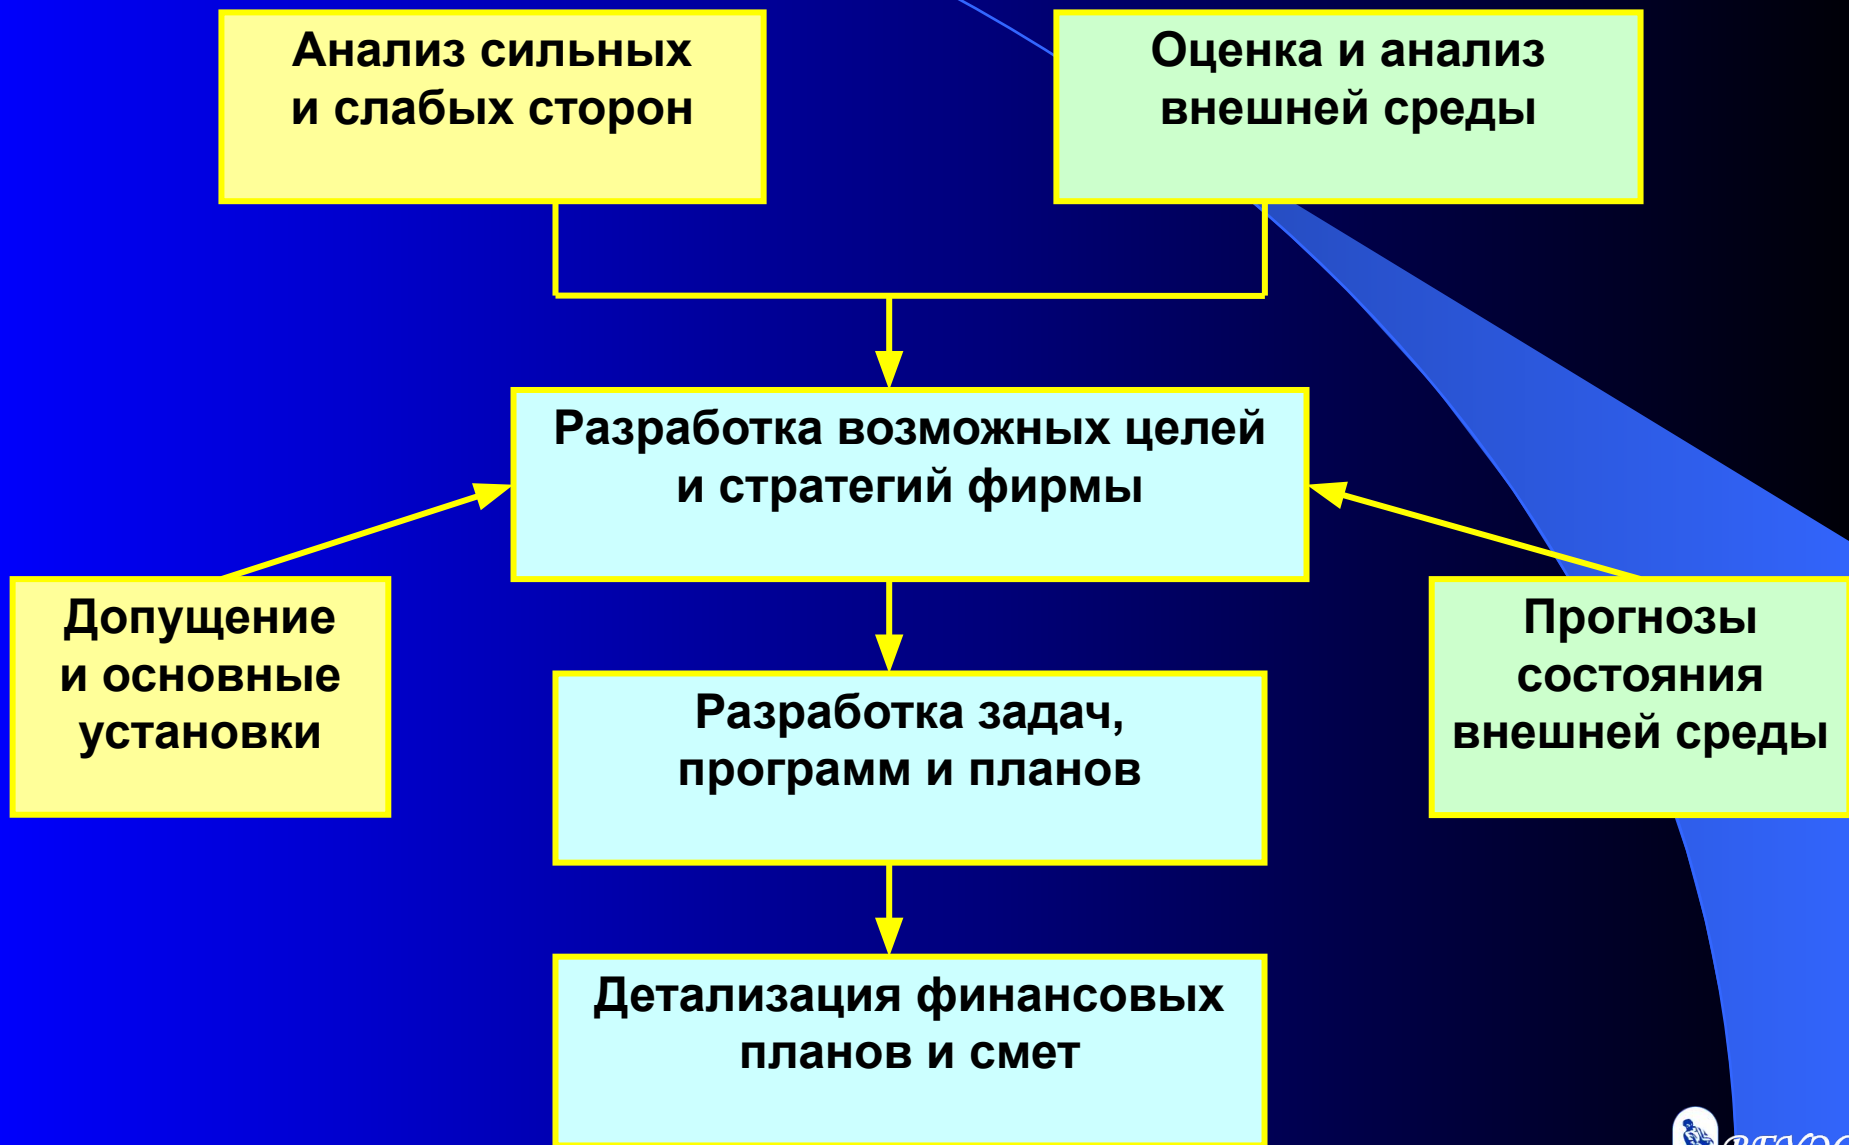 Анализ сильных
и слабых сторон
Оценка и анализ
внешней среды
Разработка возможных целей
и стратегий фирмы
Допущение
и основные
установки
Прогнозы
состояния
внешней среды
Разработка задач,
программ и планов
Детализация финансовых
планов и смет